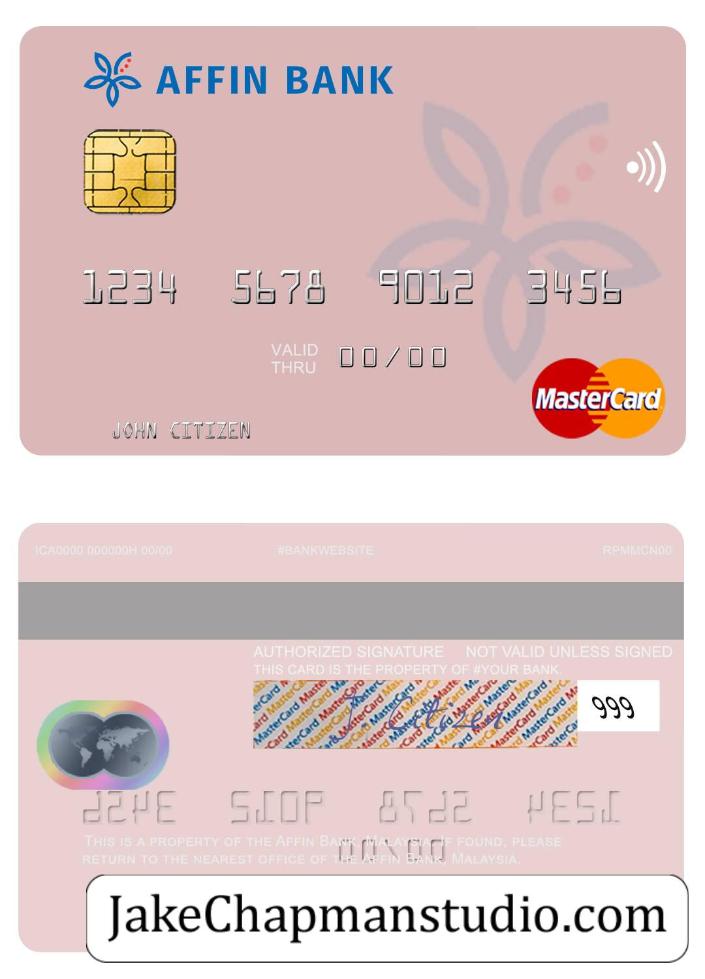 AFFIN BANK
1234 5678 9012 3456
VALID THRU 00/00
MasterCard
JOHN CITIZEN
ICA0000 000000H 00/00 #BANKWEBSITE RPMMCN00
AUTHORIZED SIGNATURE NOT VALID UNLESS SIGNED
THIS CARD IS THE PROPERTY OF #YOUR BANK.
MasterCard
J. Citizen
999
THIS IS A PROPERTY OF THE AFFIN BANK, MALAYSIA. IF FOUND, PLEASE
RETURN TO THE NEAREST OFFICE OF THE AFFIN BANK, MALAYSIA.
JakeChapmanstudio.com